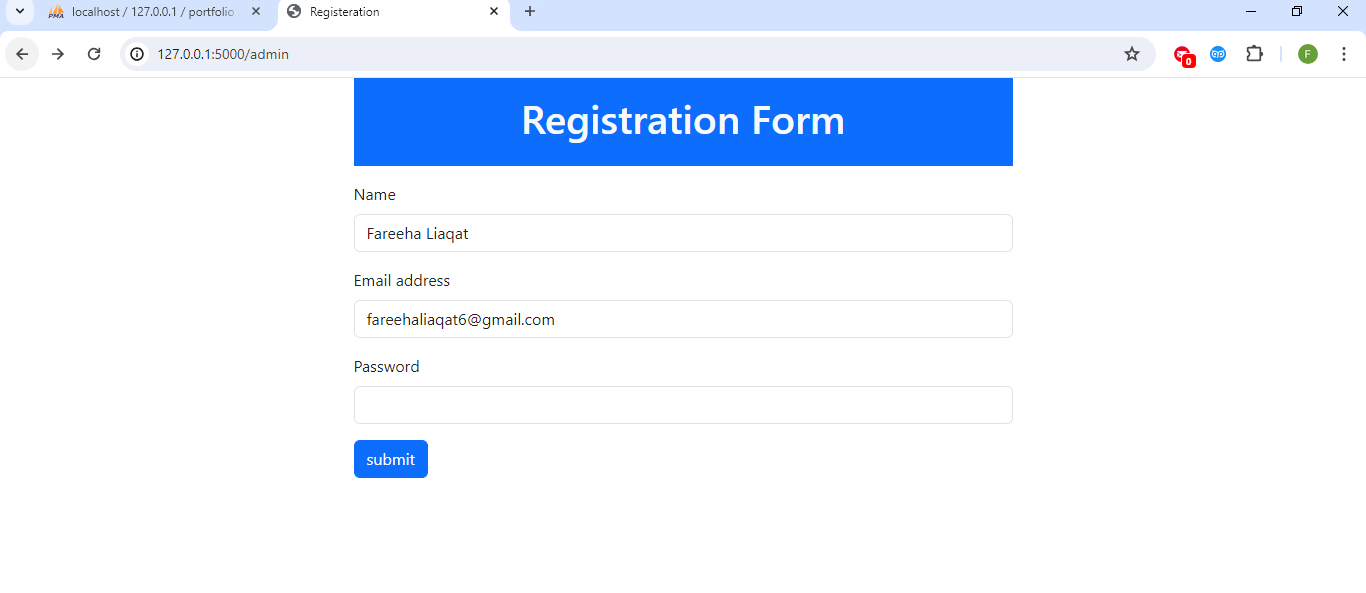 PMA
localhost / 127.0.0.1 / portfolio
Registeration
127.0.0.1:5000/admin
0
F
Registration Form
Name
Fareeha Liaqat
Email address
fareehaliaqat6@gmail.com
Password
submit